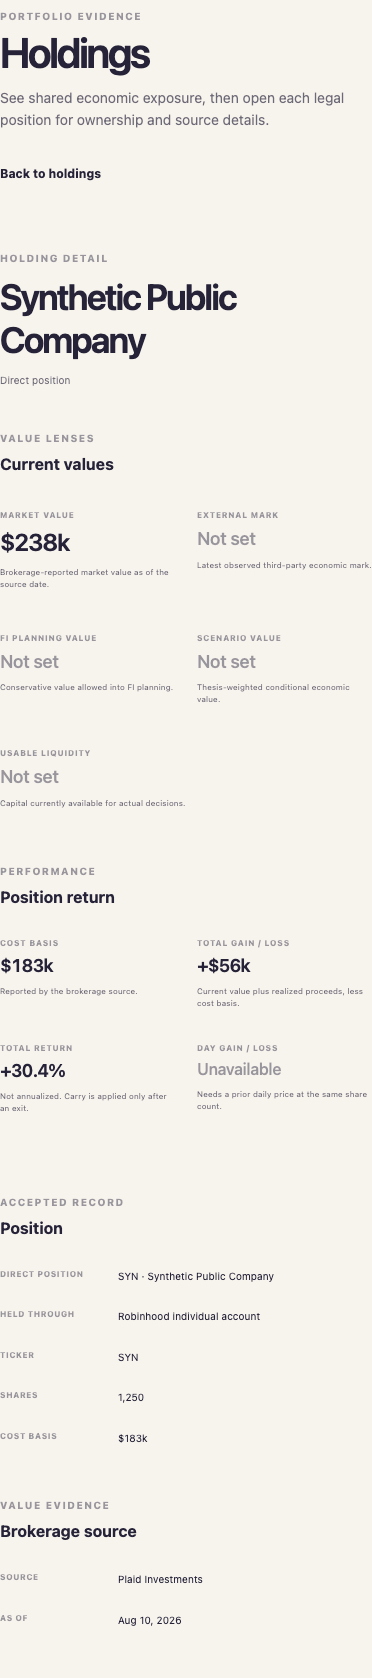 PORTFOLIO EVIDENCE
Holdings
See shared economic exposure, then open each legal
position for ownership and source details.
Back to holdings
HOLDING DETAIL
Synthetic Public
Company
Direct position
VALUE LENSES
Current values
MARKET VALUE
$238k
Brokerage-reported market value as of the
source date.
EXTERNAL MARK
Not set
Latest observed third-party economic mark.
FI PLANNING VALUE
Not set
Conservative value allowed into FI planning.
SCENARIO VALUE
Not set
Thesis-weighted conditional economic
value.
USABLE LIQUIDITY
Not set
Capital currently available for actual decisions.
PERFORMANCE
Position return
COST BASIS
$183k
Reported by the brokerage source.
TOTAL GAIN / LOSS
+$56k
Current value plus realized proceeds, less
cost basis.
TOTAL RETURN
+30.4%
Not annualized. Carry is applied only after
an exit.
DAY GAIN / LOSS
Unavailable
Needs a prior daily price at the same share
count.
ACCEPTED RECORD
Position
DIRECT POSITION SYN · Synthetic Public Company
HELD THROUGH Robinhood individual account
TICKER SYN
SHARES 1,250
COST BASIS $183k
VALUE EVIDENCE
Brokerage source
SOURCE Plaid Investments
AS OF Aug 10, 2026